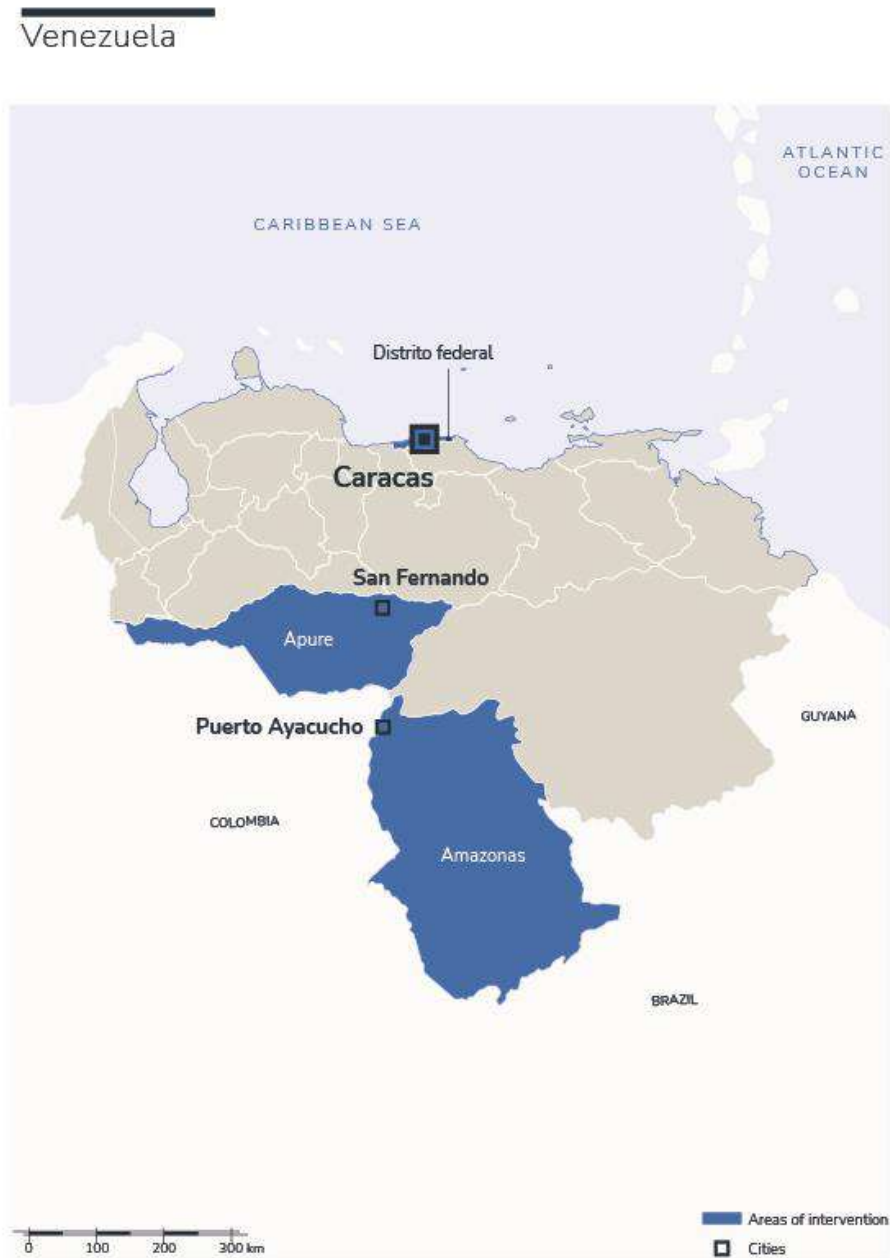 Venezuela
ATLANTIC
OCEAN
CARIBBEAN SEA
Distrito federal
Caracas
San Fernando
Apure
GUYANA
Puerto Ayacucho
COLOMBIA
Amazonas
BRAZIL
Areas of intervention
0 100 200 300 km
Cities